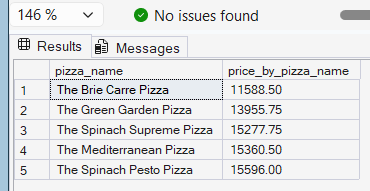 146 % No issues found
Results Messages
pizza_name price_by_pizza_name
1 The Brie Carre Pizza 11588.50
2 The Green Garden Pizza 13955.75
3 The Spinach Supreme Pizza 15277.75
4 The Mediterranean Pizza 15360.50
5 The Spinach Pesto Pizza 15596.00